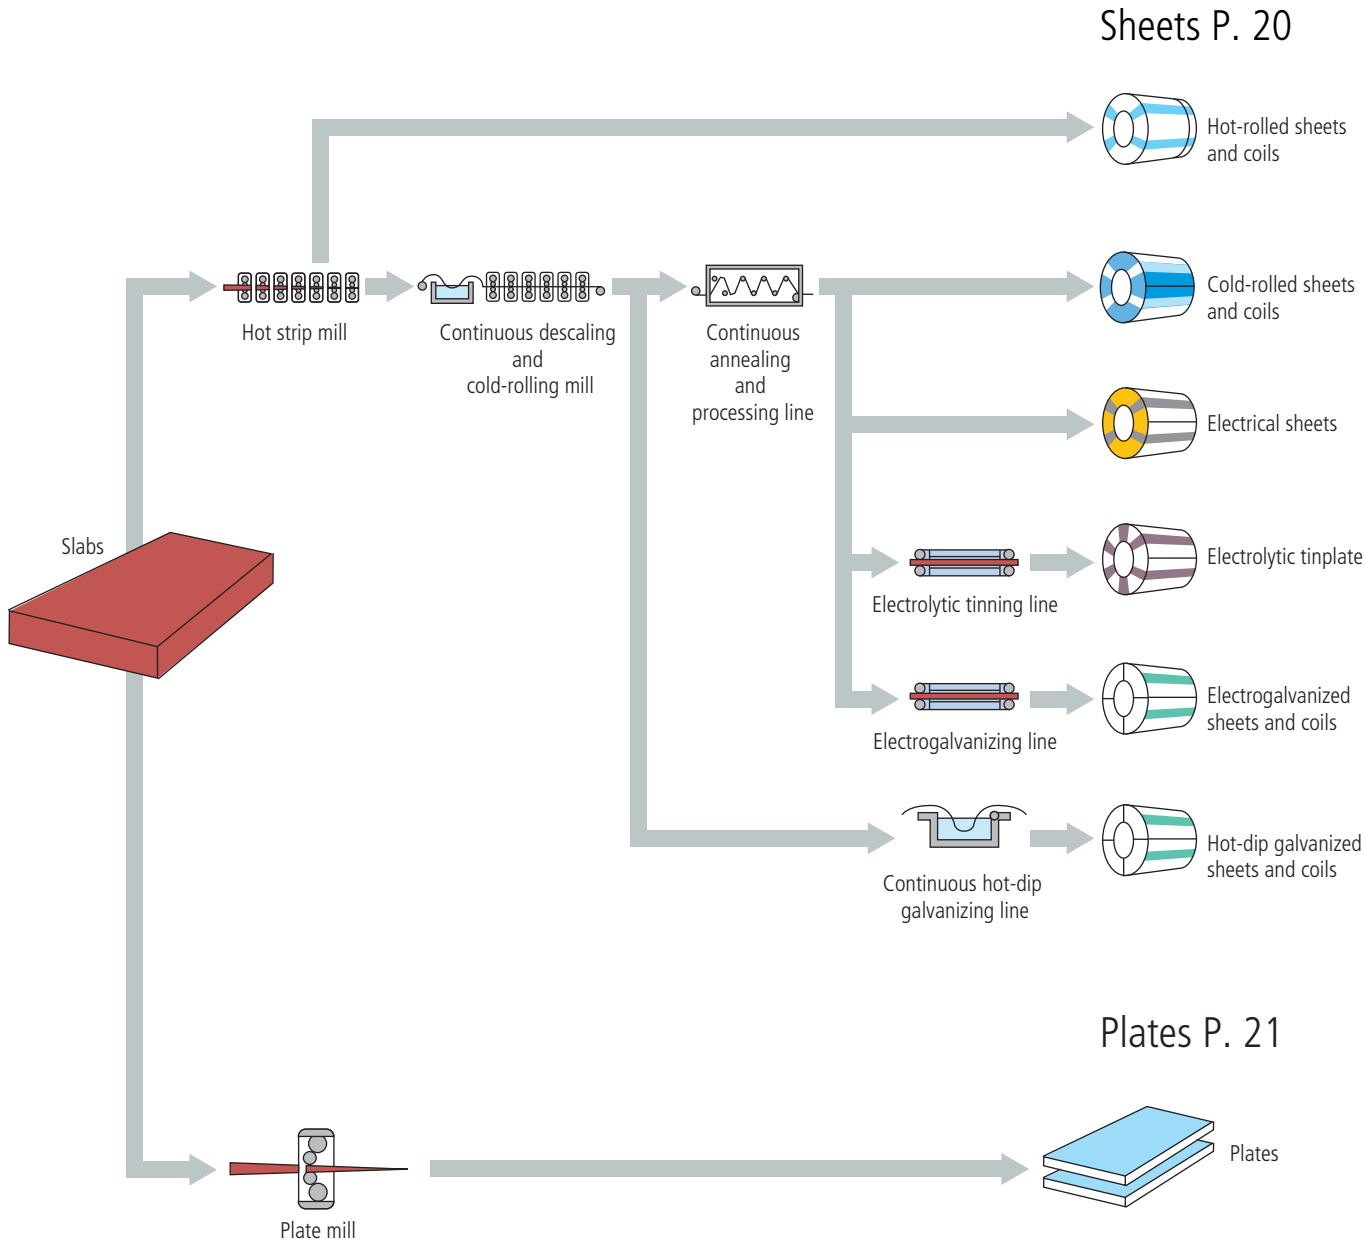 Sheets P. 20
Hot-rolled sheets
and coils
Hot strip mill
Continuous descaling
and
cold-rolling mill
Continuous
annealing
and
processing line
Cold-rolled sheets
and coils
Electrical sheets
Slabs
Electrolytic tinning line
Electrolytic tinplate
Electrogalvanizing line
Electrogalvanized
sheets and coils
Continuous hot-dip
galvanizing line
Hot-dip galvanized
sheets and coils
Plates P. 21
Plate mill
Plates